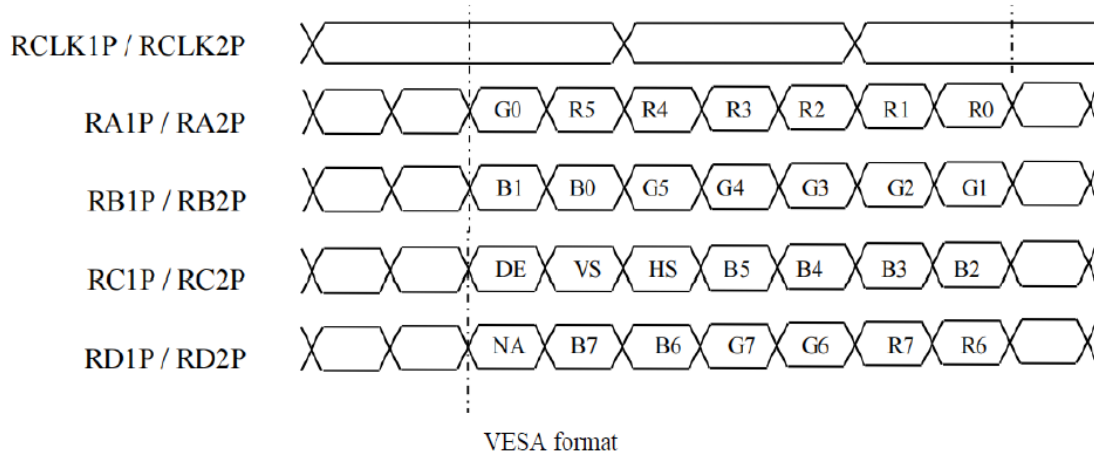 RCLK1P / RCLK2P
RA1P / RA2P G0 R5 R4 R3 R2 R1 R0
RB1P / RB2P B1 B0 G5 G4 G3 G2 G1
RC1P / RC2P DE VS HS B5 B4 B3 B2
RD1P / RD2P NA B7 B6 G7 G6 R7 R6
VESA format